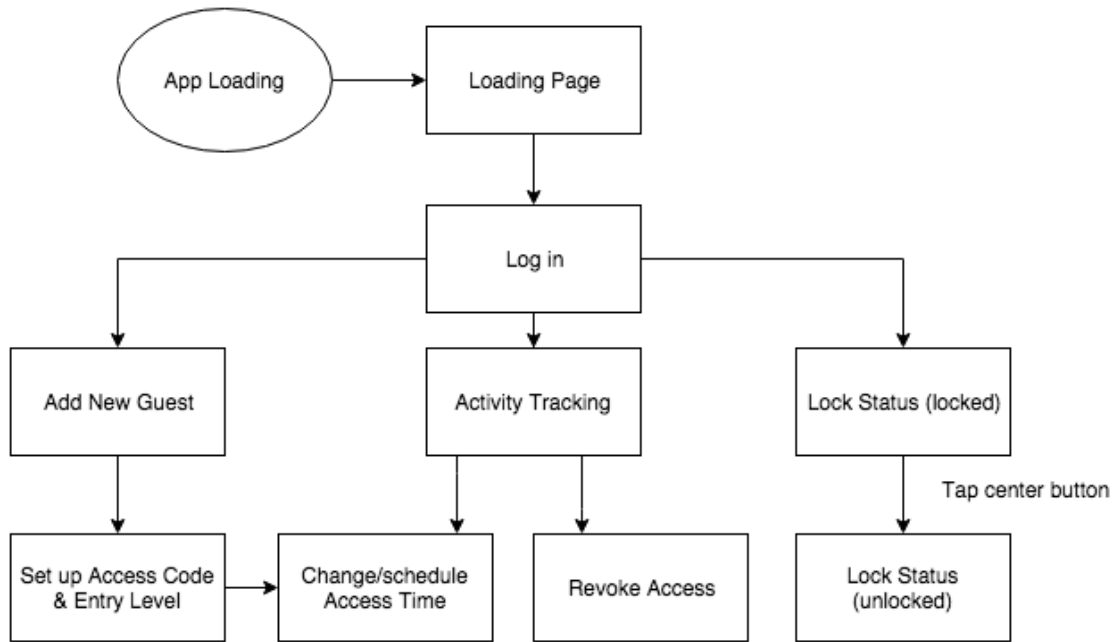 App Loading
Loading Page
Log in
Add New Guest
Activity Tracking
Lock Status (locked)
Tap center button
Set up Access Code
& Entry Level
Change/schedule
Access Time
Revoke Access
Lock Status
(unlocked)